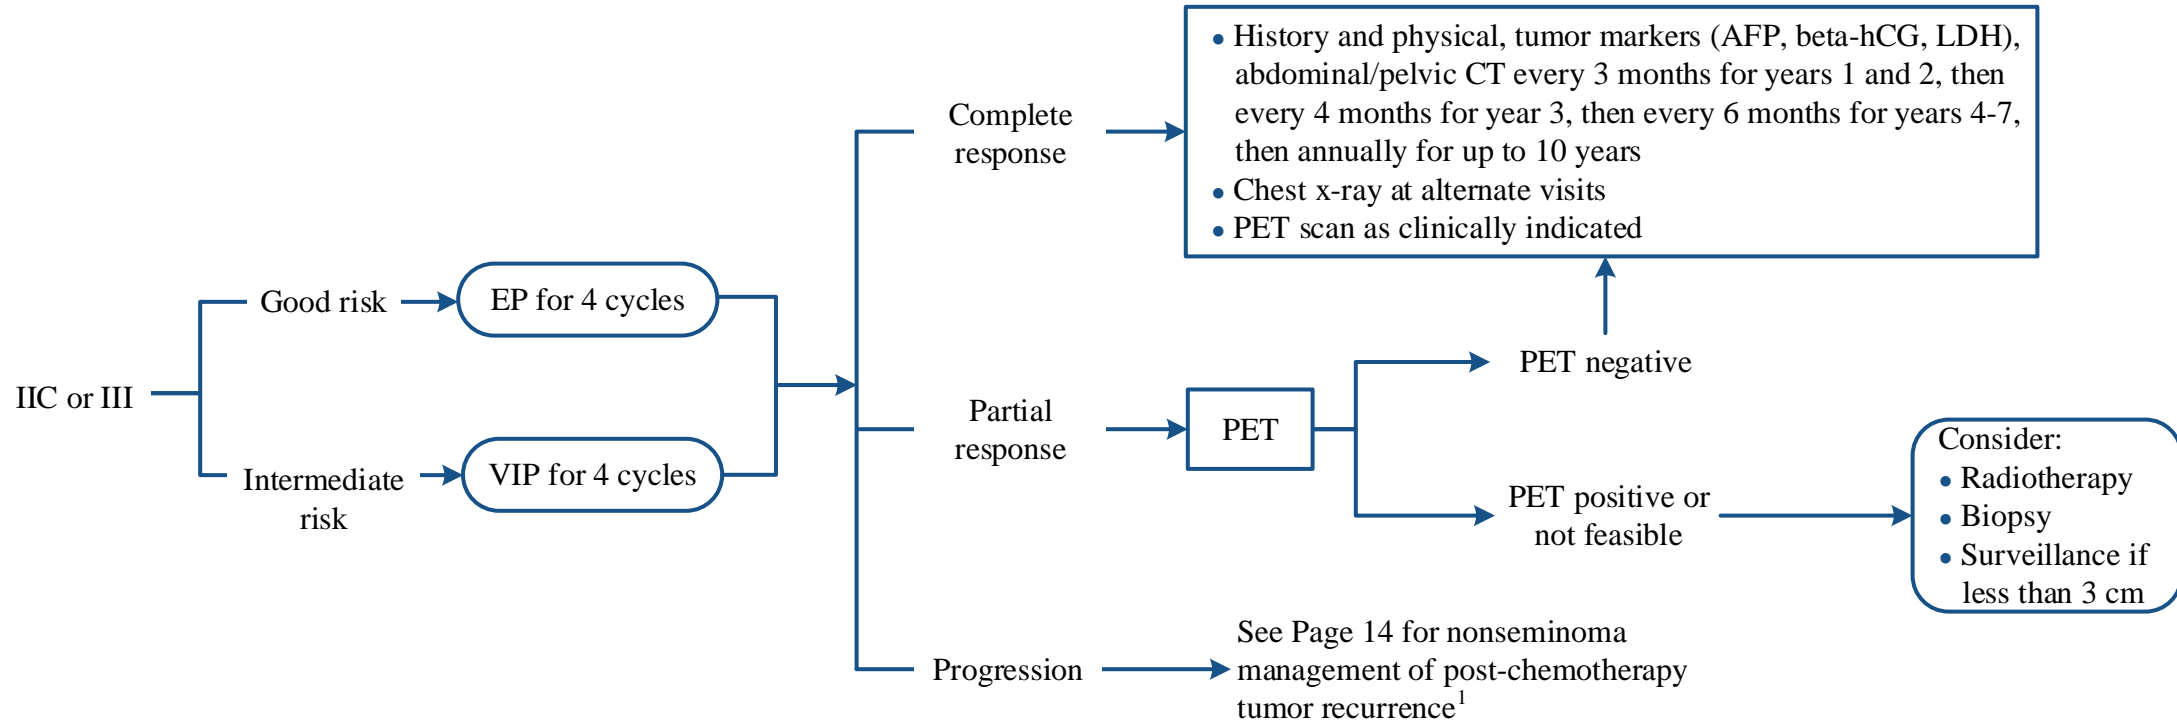 IIC or III
Good risk
EP for 4 cycles
Intermediate
risk
VIP for 4 cycles
Complete
response
• History and physical, tumor markers (AFP, beta-hCG, LDH),
abdominal/pelvic CT every 3 months for years 1 and 2, then
every 4 months for year 3, then every 6 months for years 4-7,
then annually for up to 10 years
• Chest x-ray at alternate visits
• PET scan as clinically indicated
Partial
response
PET
PET negative
PET positive or
not feasible
Consider:
• Radiotherapy
• Biopsy
• Surveillance if
less than 3 cm
Progression
See Page 14 for nonseminoma
management of post-chemotherapy
tumor recurrence¹